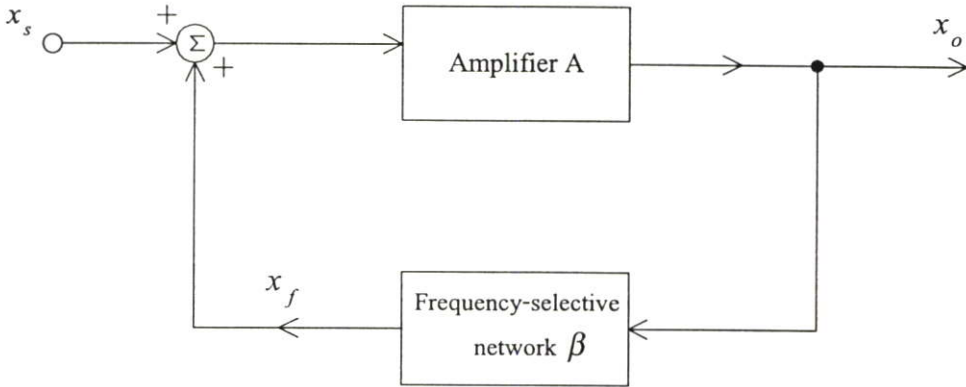 x_s
+
Σ
+
Amplifier A
x_o
x_f
Frequency-selective
network β